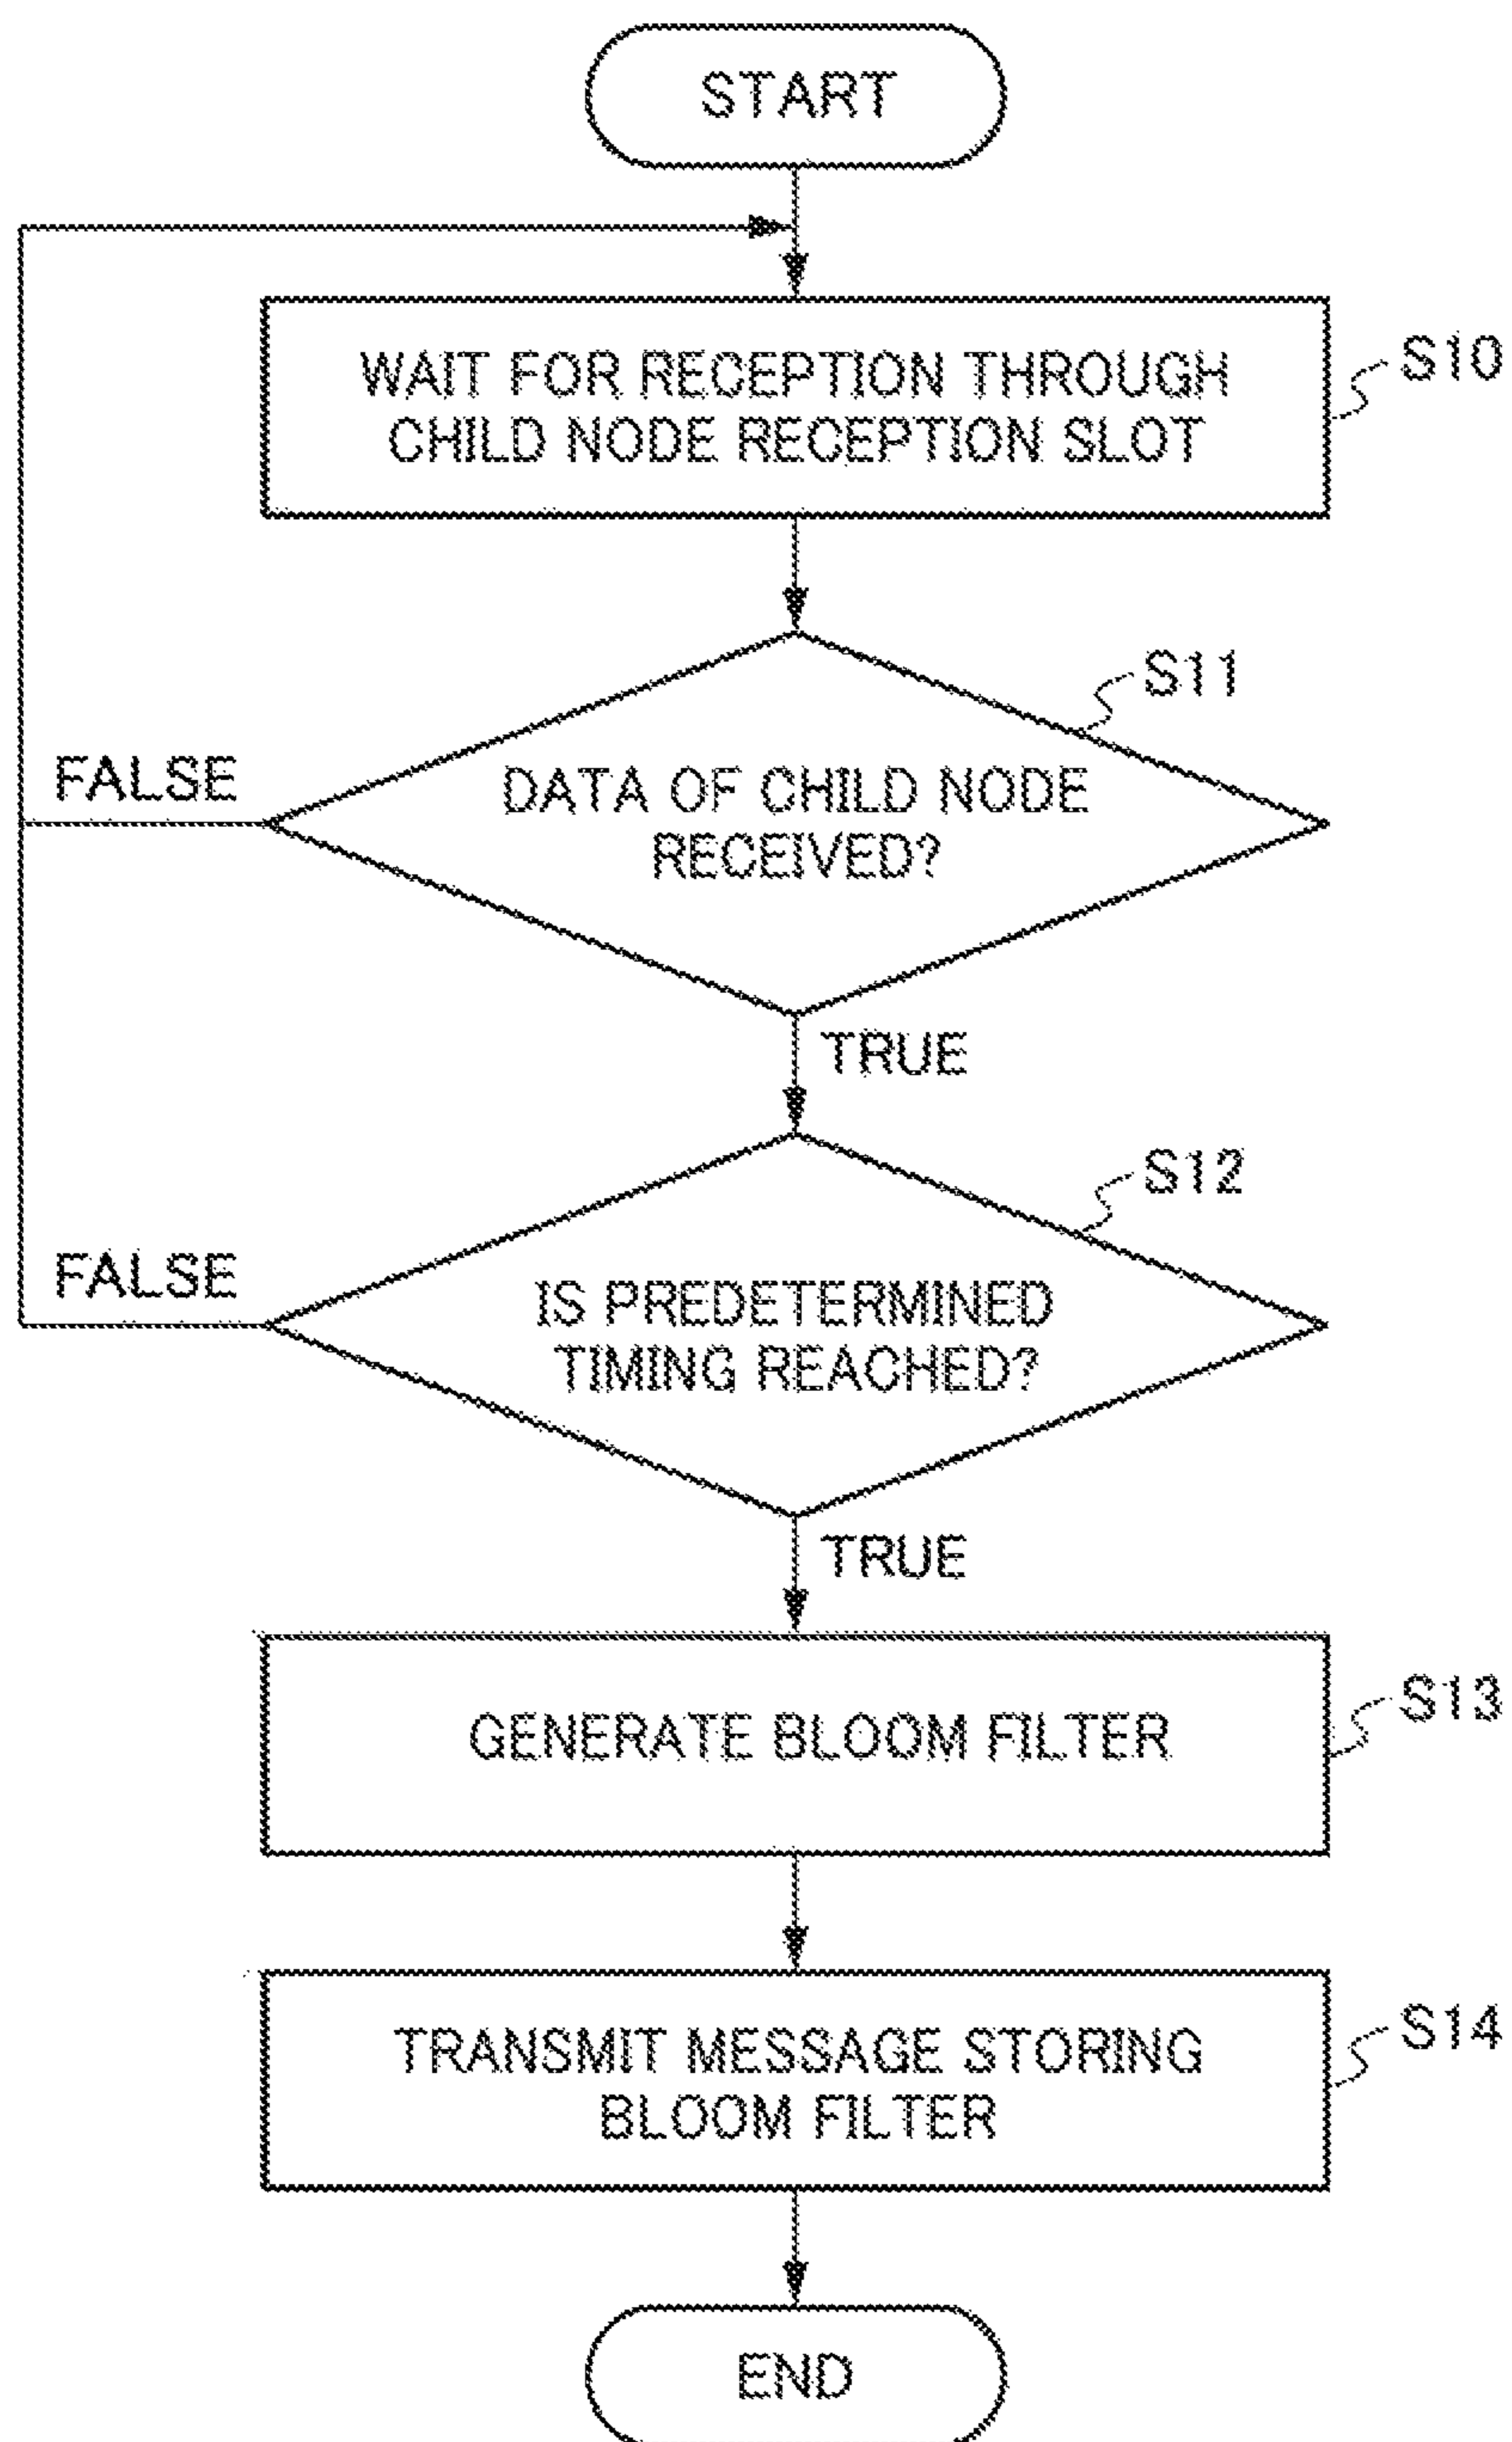 START
WAIT FOR RECEPTION THROUGH
CHILD NODE RECEPTION SLOT
S10
S11
DATA OF CHILD NODE
RECEIVED?
FALSE
TRUE
S12
IS PREDETERMINED
TIMING REACHED?
FALSE
TRUE
GENERATE BLOOM FILTER
S13
TRANSMIT MESSAGE STORING
BLOOM FILTER
S14
END